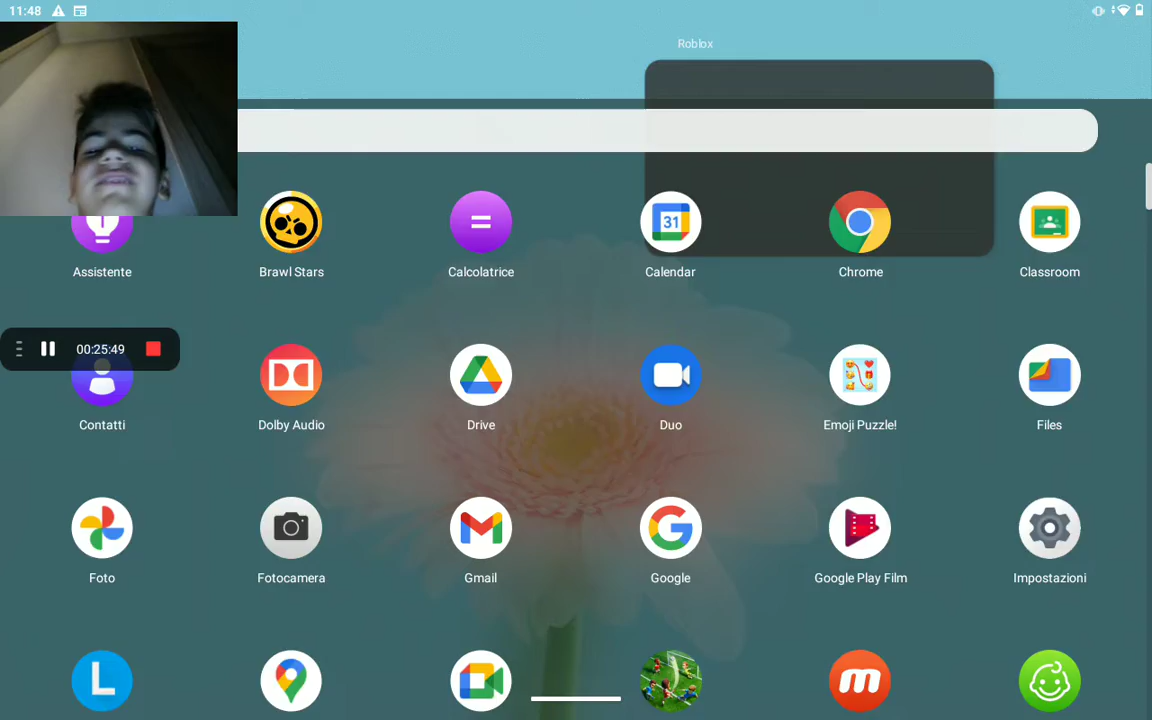 11:48
Roblox
31
Assistente
Brawl Stars
Calcolatrice
Calendar
Chrome
Classroom
00:25:49
Contatti
Dolby Audio
Drive
Duo
Emoji Puzzle!
Files
Foto
Fotocamera
Gmail
Google
Google Play Film
Impostazioni